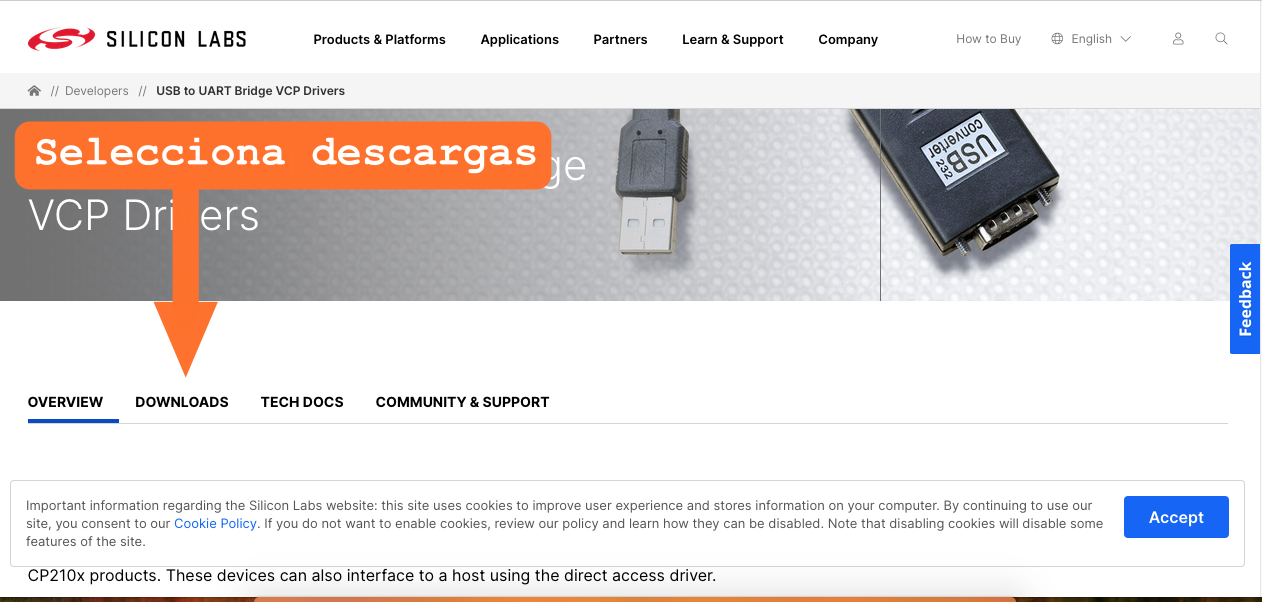 SILICON LABS
Products & Platforms
Applications
Partners
Learn & Support
Company
How to Buy
English
// Developers // USB to UART Bridge VCP Drivers
Selecciona descargas
VCP Drivers
USB
232
converter
Feedback
OVERVIEW
DOWNLOADS
TECH DOCS
COMMUNITY & SUPPORT
Important information regarding the Silicon Labs website: this site uses cookies to improve user experience and stores information on your computer. By continuing to use our
site, you consent to our Cookie Policy. If you do not want to enable cookies, review our policy and learn how they can be disabled. Note that disabling cookies will disable some
features of the site.
Accept
CP210x products. These devices can also interface to a host using the direct access driver.